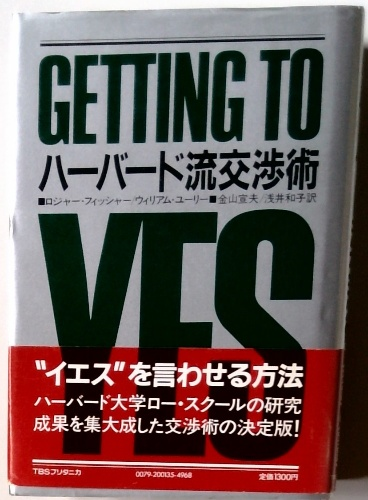 GETTING TO
ハーバード流交渉術
■ロジャー・フィッシャー/ウィリアム・ユーリー■金山宣夫/浅井和子訳
YES
"イエス"を言わせる方法
ハーバード大学ロー・スクールの研究
成果を集大成した交渉術の決定版!
TBSブリタニカ 0079-200135-4968 定価1300円